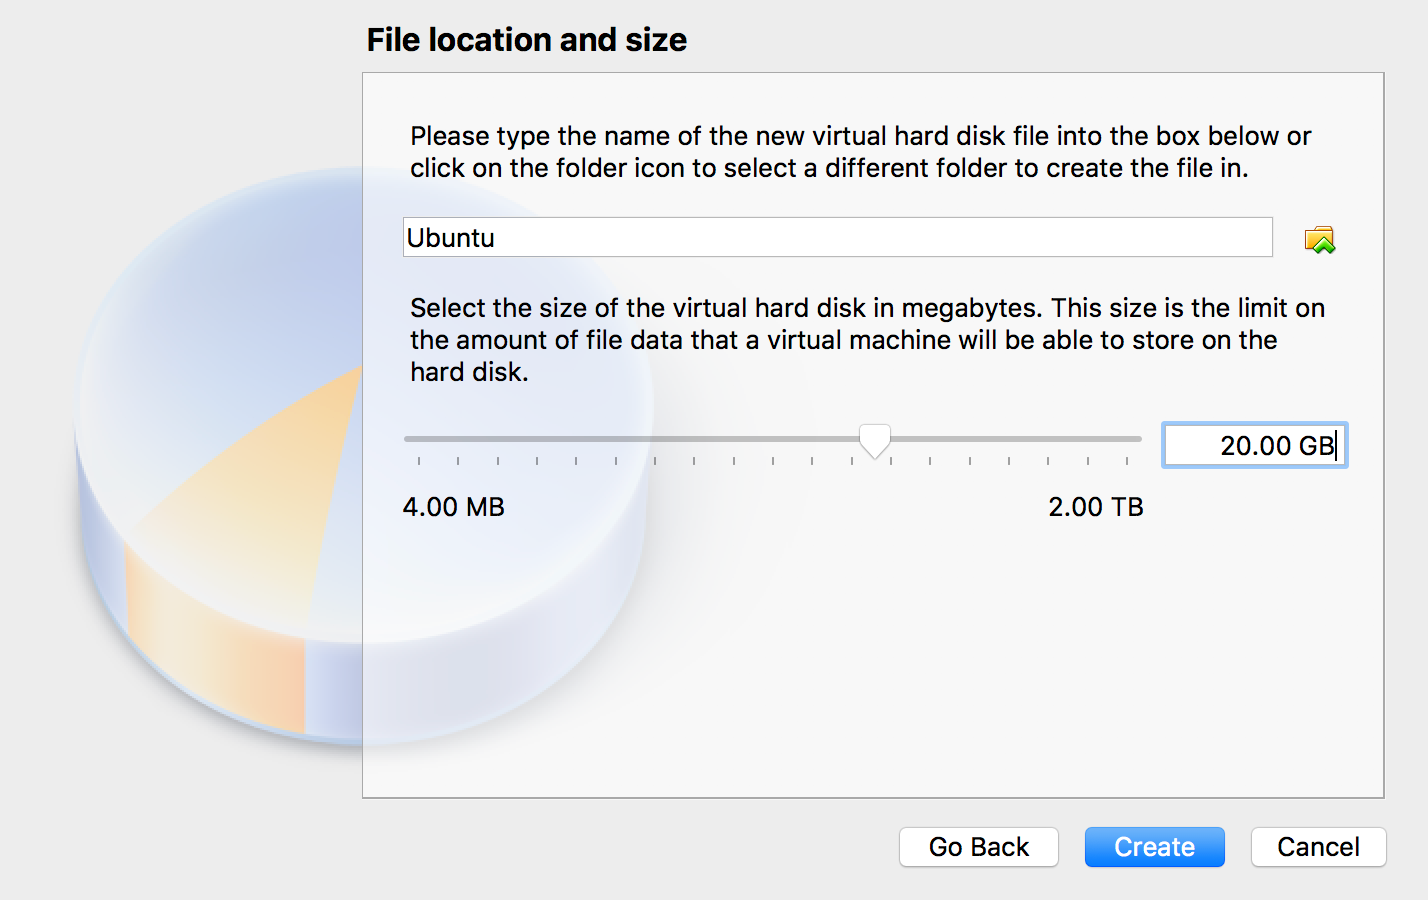 File location and size
Please type the name of the new virtual hard disk file into the box below or
click on the folder icon to select a different folder to create the file in.
Ubuntu
Select the size of the virtual hard disk in megabytes. This size is the limit on
the amount of file data that a virtual machine will be able to store on the
hard disk.
20.00 GB
4.00 MB 2.00 TB
Go Back Create Cancel